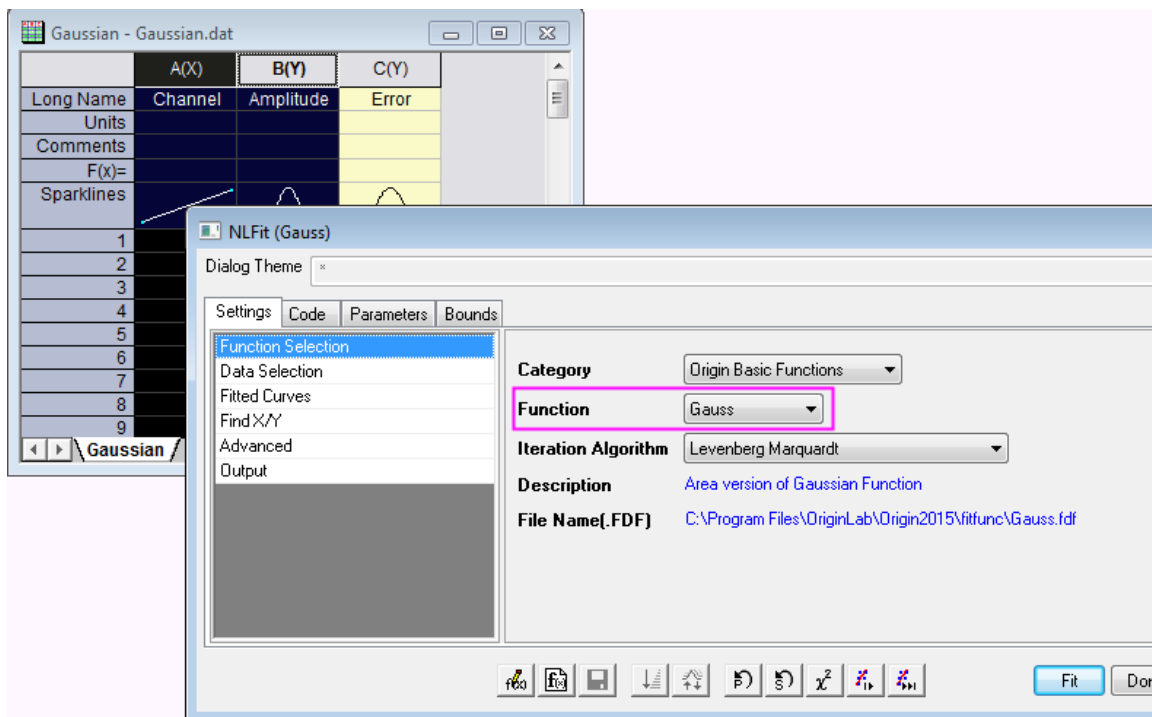 Gaussian - Gaussian.dat
A(X) B(Y) C(Y)
Long Name Channel Amplitude Error
Units
Comments
F(x)=
Sparklines
1
2
3
4
5
6
7
8
9
Gaussian
NLFit (Gauss)
Dialog Theme *
Settings Code Parameters Bounds
Function Selection
Data Selection
Fitted Curves
Find X/Y
Advanced
Output
Category Origin Basic Functions
Function Gauss
Iteration Algorithm Levenberg Marquardt
Description Area version of Gaussian Function
File Name(.FDF) C:\Program Files\OriginLab\Origin2015\fitfunc\Gauss.fdf
Fit Dor